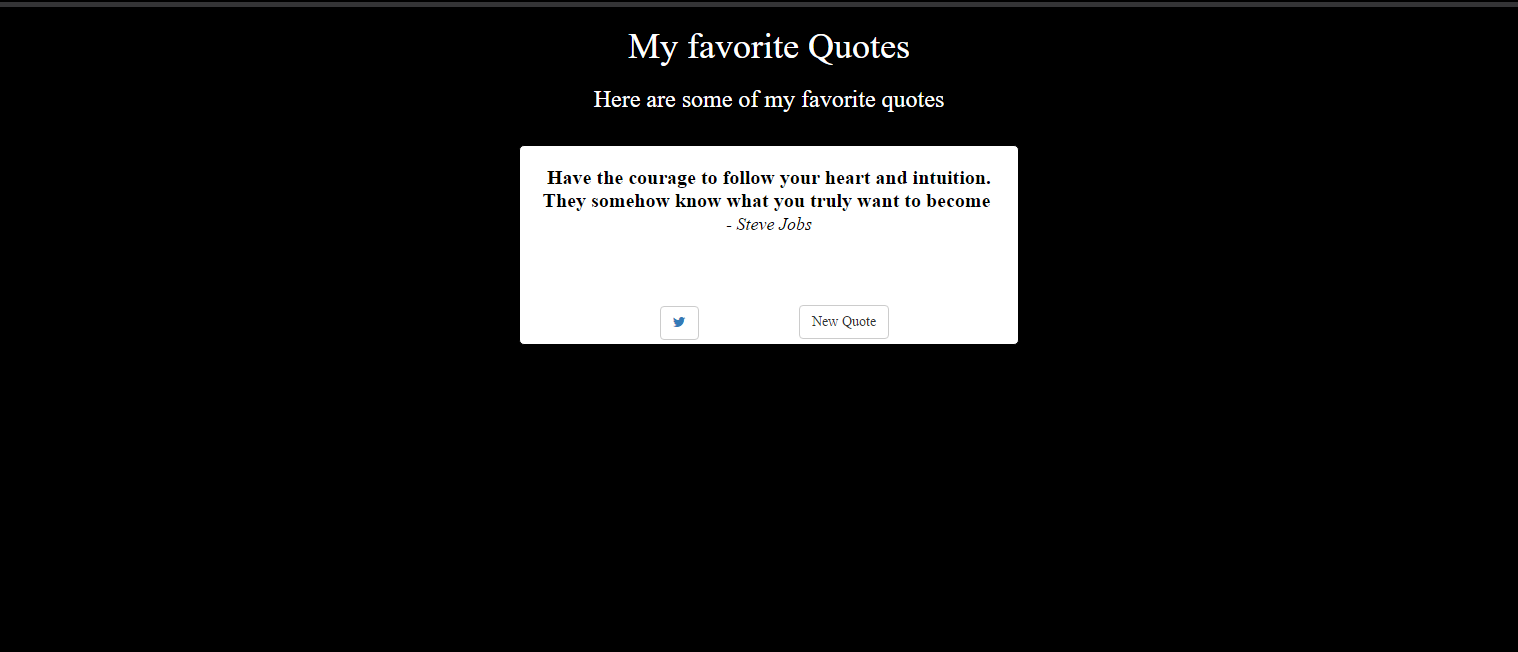 My favorite Quotes
Here are some of my favorite quotes
Have the courage to follow your heart and intuition.
They somehow know what you truly want to become
- Steve Jobs
New Quote